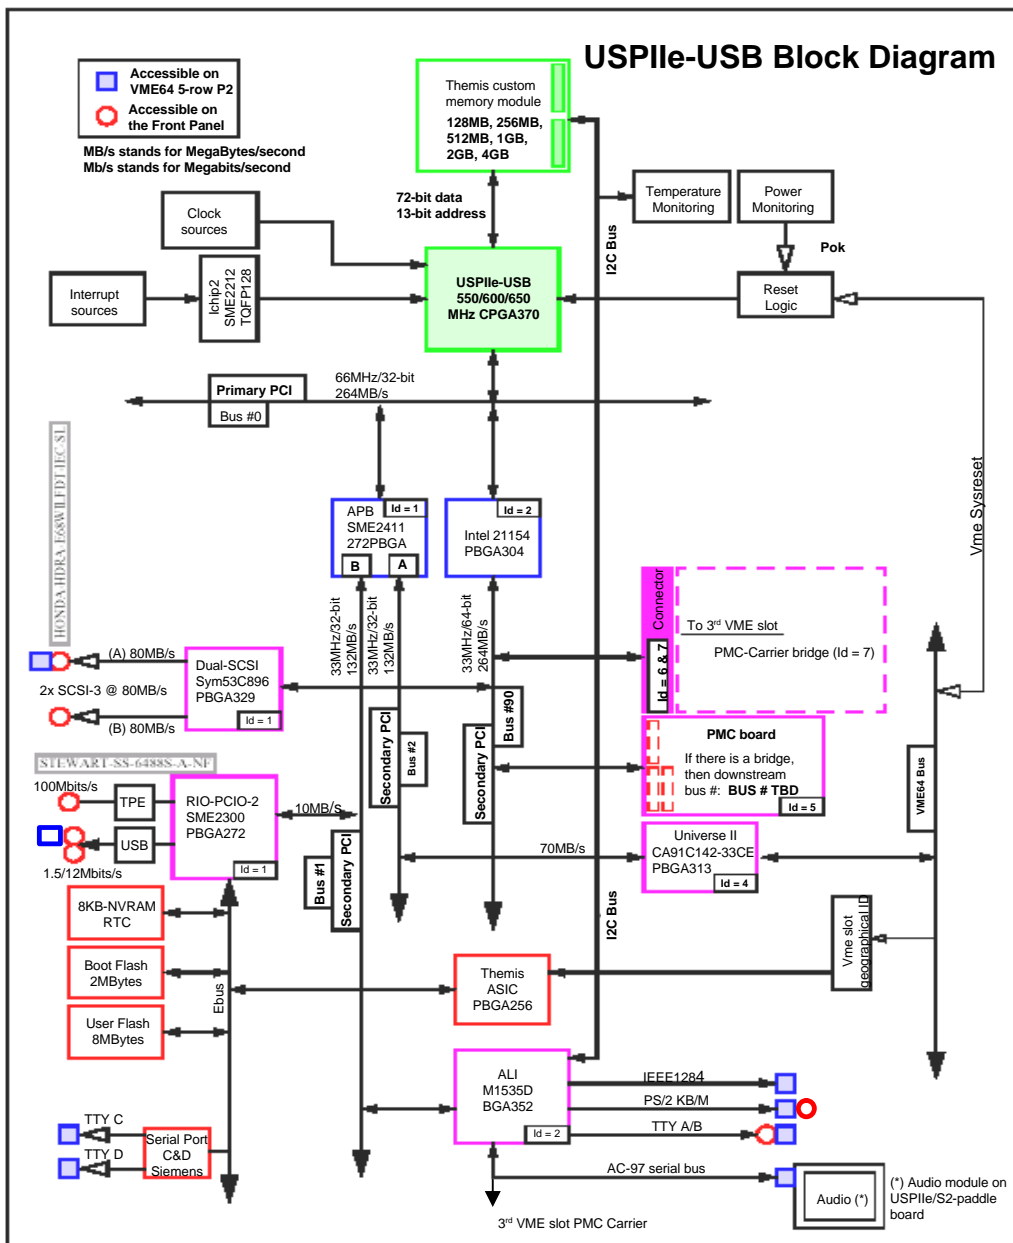 USPIIe-USB Block Diagram
Accessible on
VME64 5-row P2
Accessible on
the Front Panel
MB/s stands for MegaBytes/second
Mb/s stands for Megabits/second
Themis custom
memory module
128MB, 256MB,
512MB, 1GB,
2GB, 4GB
72-bit data
13-bit address
I2C Bus
Temperature
Monitoring
Power
Monitoring
Pok
Clock
sources
Interrupt
sources
Ichip2
SME2212
TQFP128
USPIIe-USB
550/600/650
MHz CPGA370
Reset
Logic
Vme Sysreset
66MHz/32-bit
264MB/s
Primary PCI
Bus #0
HONDA-HDRA-E68WLFDT-IEC-SL
APB
SME2411
272PBGA
Id = 1
B
A
Id = 2
Intel 21154
PBGA304
33MHz/32-bit
132MB/s
33MHz/32-bit
132MB/s
33MHz/64-bit
264MB/s
Connector
Id = 6 & 7
To 3rd VME slot
PMC-Carrier bridge (Id = 7)
(A) 80MB/s
2x SCSI-3 @ 80MB/s
(B) 80MB/s
Dual-SCSI
Sym53C896
PBGA329
Id = 1
Secondary PCI
Bus #2
Secondary PCI
Bus #90
PMC board
If there is a bridge,
then downstream
bus #: BUS # TBD
Id = 5
VME64 Bus
STEWART-SS-6488S-A-NF
100Mbits/s
TPE
USB
1.5/12Mbits/s
RIO-PCIO-2
SME2300
PBGA272
Id = 1
10MB/s
Bus #1
Secondary PCI
70MB/s
Universe II
CA91C142-33CE
PBGA313
Id = 4
I2C Bus
Vme slot
geographical ID
8KB-NVRAM
RTC
Boot Flash
2MBytes
User Flash
8MBytes
Ebus
Themis
ASIC
PBGA256
ALI
M1535D
BGA352
Id = 2
IEEE1284
PS/2 KB/M
TTY A/B
AC-97 serial bus
TTY C
TTY D
Serial Port
C&D
Siemens
Audio (*)
(*) Audio module on
USPIIe/S2-paddle
board
3rd VME slot PMC Carrier